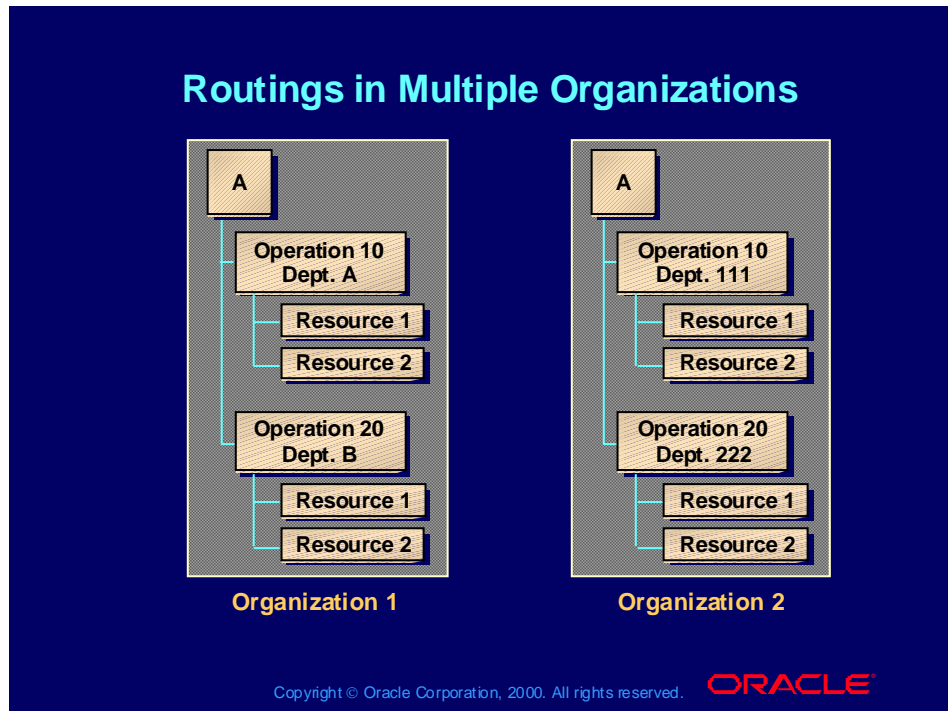 Routings in Multiple Organizations
A
Operation 10
Dept. A
Resource 1
Resource 2
Operation 20
Dept. B
Resource 1
Resource 2
Organization 1
A
Operation 10
Dept. 111
Resource 1
Resource 2
Operation 20
Dept. 222
Resource 1
Resource 2
Organization 2
Copyright © Oracle Corporation, 2000. All rights reserved.
ORACLE®